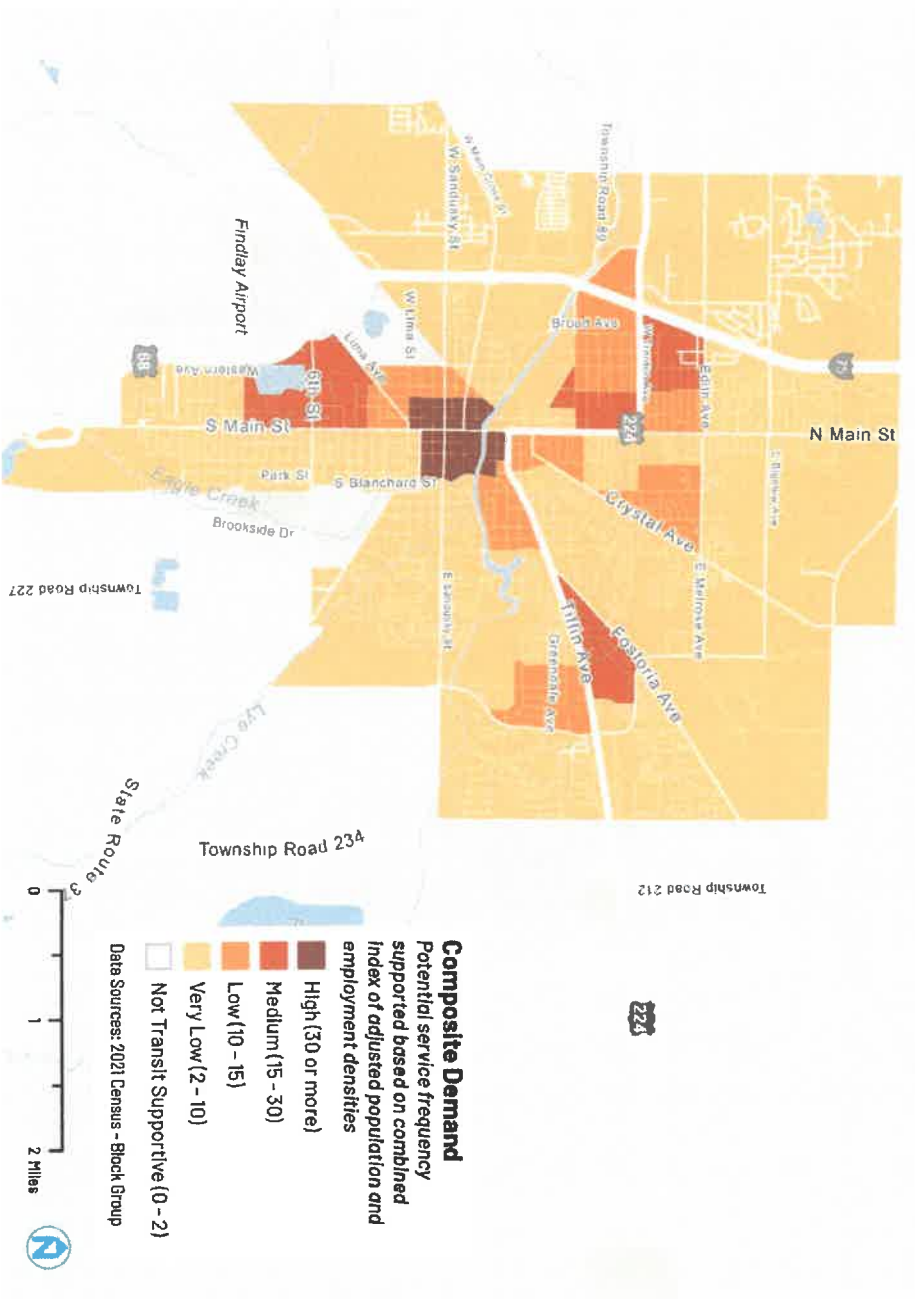 Composite Demand
Potential service frequency
supported based on combined
index of adjusted population and
employment densities
High (30 or more)
Medium (15 - 30)
Low (10 - 15)
Very Low (2 - 10)
Not Transit Supportive (0 - 2)
Data Sources: 2021 Census - Block Group
0
1
2 Miles
N
N Main St
75
224
224
68
Township Road 89
W Main Cross St
W Sandusky St
Findlay Airport
W Lima St
Lima Ave
Broad Ave
Western Ave
6th St
S Main St
Park St
S Blanchard St
Eagle Creek
Brookside Dr
Township Road 227
E Sandusky St
Crystal Ave
E Melrose Ave
E Bigelow Ave
Tiffin Ave
Fostoria Ave
Greendale Ave
Lye Creek
State Route 37
Township Road 234
Township Road 212